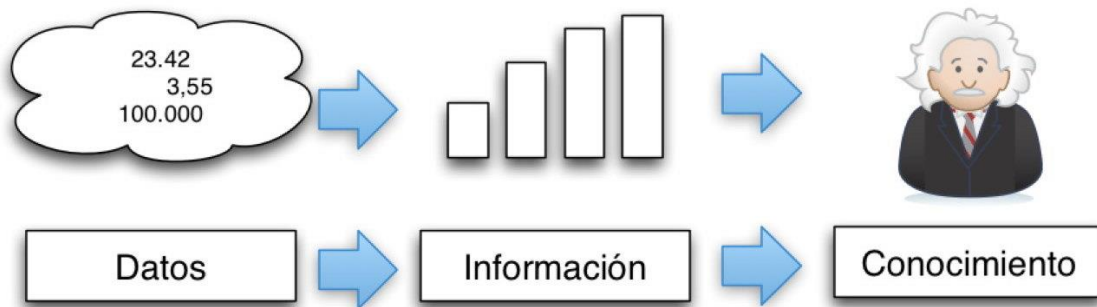 23.42
3,55
100.000
Datos
Información
Conocimiento